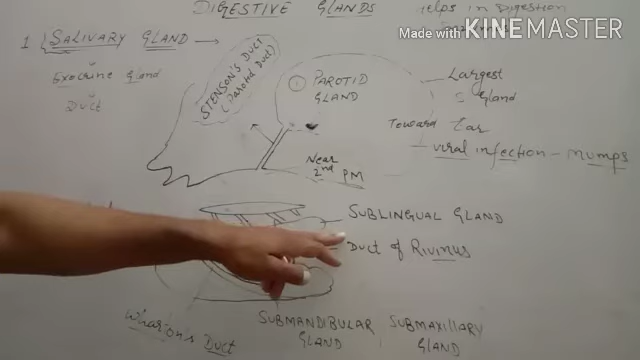 DIGESTIVE GLANDS
Helps in Digestion
Made with KINEMASTER
1 SALIVARY GLAND →
Exocrine Gland
Duct
STENSON'S DUCT
(Parotid Duct)
1 PAROTID
GLAND
Largest
S Gland
Toward Ear
viral infection - Mumps
Near
2nd PM
SUBLINGUAL GLAND
Duct of Rivinus
Wharton's Duct
SUBMANDIBULAR
GLAND
SUBMAXILLARY
GLAND